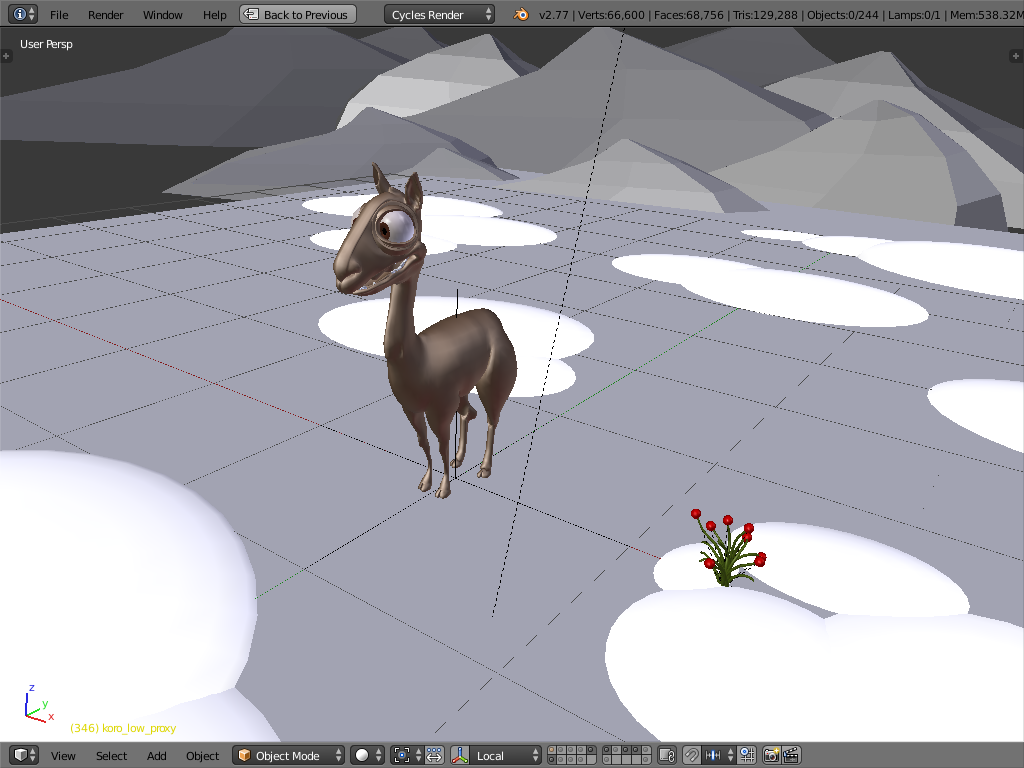 File Render Window Help Back to Previous Cycles Render v2.77 | Verts:66,600 | Faces:68,756 | Tris:129,288 | Objects:0/244 | Lamps:0/1 | Mem:538.32M
User Persp
z
y
x
(346) koro_low_proxy
View Select Add Object Object Mode Local